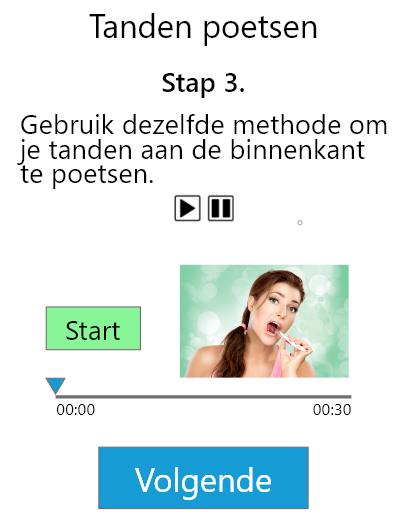 Tanden poetsen
Stap 3.
Gebruik dezelfde methode om
je tanden aan de binnenkant
te poetsen.
Start
00:00
00:30
Volgende